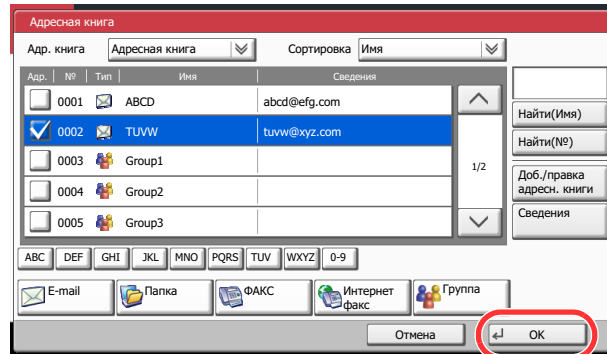 Адресная книга
Адр. книга Адресная книга Сортировка Имя
Адр. № Тип Имя Сведения
0001 ABCD abcd@efg.com
0002 TUVW tuvw@xyz.com
0003 Group1
0004 Group2
0005 Group3
1/2
Найти(Имя)
Найти(№)
Доб./правка
адресн. книги
Сведения
ABC DEF GHI JKL MNO PQRS TUV WXYZ 0-9
E-mail Папка ФАКС Интернет
факс Группа
Отмена OK